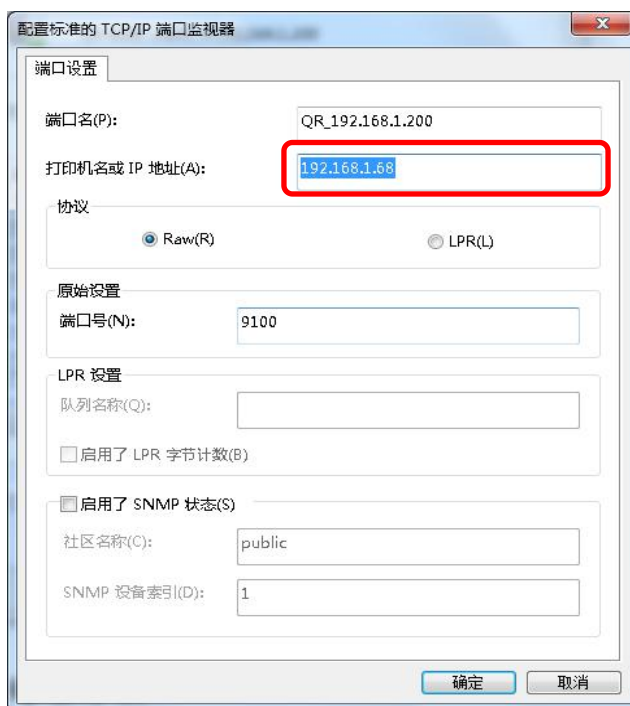 配置标准的 TCP/IP 端口监视器
端口设置
端口名(P):
QR_192.168.1.200
打印机名或 IP 地址(A):
192.168.1.68
协议
Raw(R)
LPR(L)
原始设置
端口号(N):
9100
LPR 设置
队列名称(Q):
启用了 LPR 字节计数(B)
启用了 SNMP 状态(S)
社区名称(C):
public
SNMP 设备索引(D):
1
确定
取消